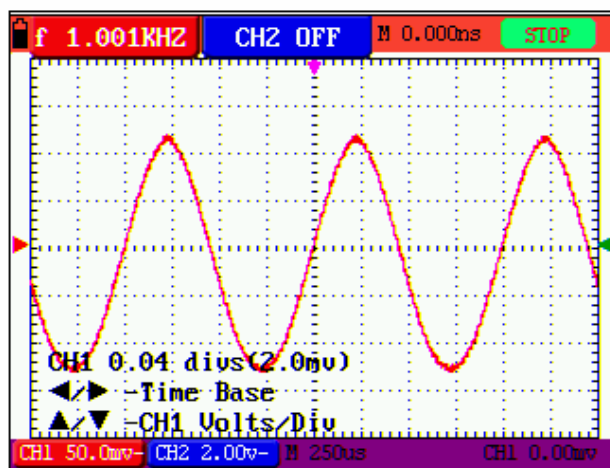 f 1.001KHZ CH2 OFF M 0.000ns STOP
CH1 0.04 divs(2.0mv)
◀/▶ -Time Base
▲/▼ -CH1 Volts/Div
CH1 50.0mv- CH2 2.00v- M 250us CH1 0.00mv